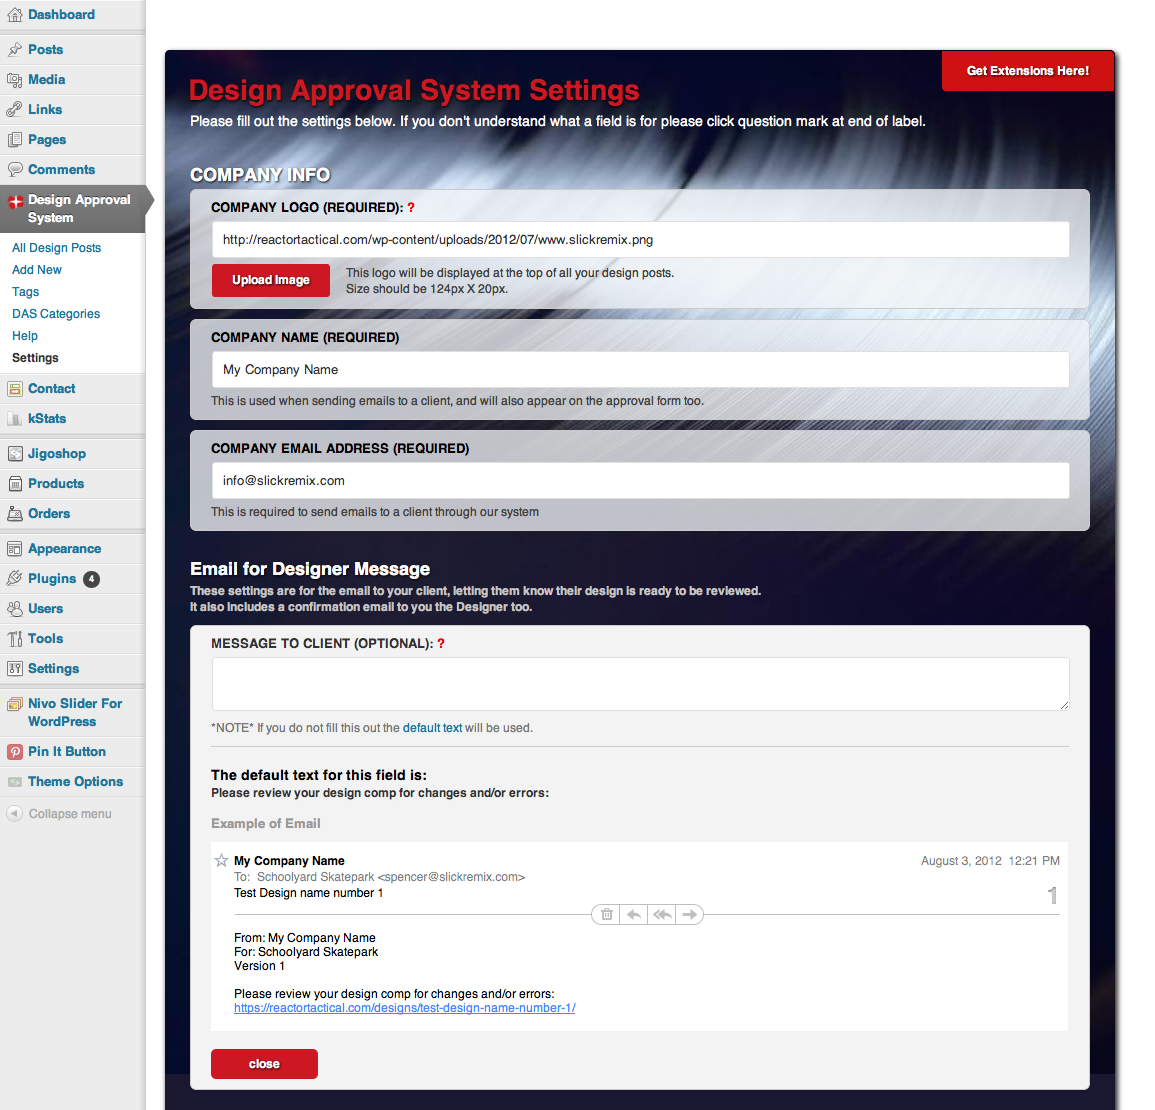 Dashboard
Posts
Media
Links
Pages
Comments
Design Approval
System
All Design Posts
Add New
Tags
DAS Categories
Help
Settings
Contact
kStats
Jigoshop
Products
Orders
Appearance
Plugins 4
Users
Tools
Settings
Nivo Slider For
WordPress
Pin It Button
Theme Options
Collapse menu
Get Extensions Here!
Design Approval System Settings
Please fill out the settings below. If you don't understand what a field is for please click question mark at end of label.
COMPANY INFO
COMPANY LOGO (REQUIRED): ?
http://reactortactical.com/wp-content/uploads/2012/07/www.slickremix.png
Upload Image
This logo will be displayed at the top of all your design posts.
Size should be 124px X 20px.
COMPANY NAME (REQUIRED)
My Company Name
This is used when sending emails to a client, and will also appear on the approval form too.
COMPANY EMAIL ADDRESS (REQUIRED)
info@slickremix.com
This is required to send emails to a client through our system
Email for Designer Message
These settings are for the email to your client, letting them know their design is ready to be reviewed.
It also includes a confirmation email to you the Designer too.
MESSAGE TO CLIENT (OPTIONAL): ?
*NOTE* If you do not fill this out the default text will be used.
The default text for this field is:
Please review your design comp for changes and/or errors:
Example of Email
My Company Name
August 3, 2012 12:21 PM
To: Schoolyard Skatepark <spencer@slickremix.com>
Test Design name number 1
1
From: My Company Name
For: Schoolyard Skatepark
Version 1
Please review your design comp for changes and/or errors:
https://reactortactical.com/designs/test-design-name-number-1/
close